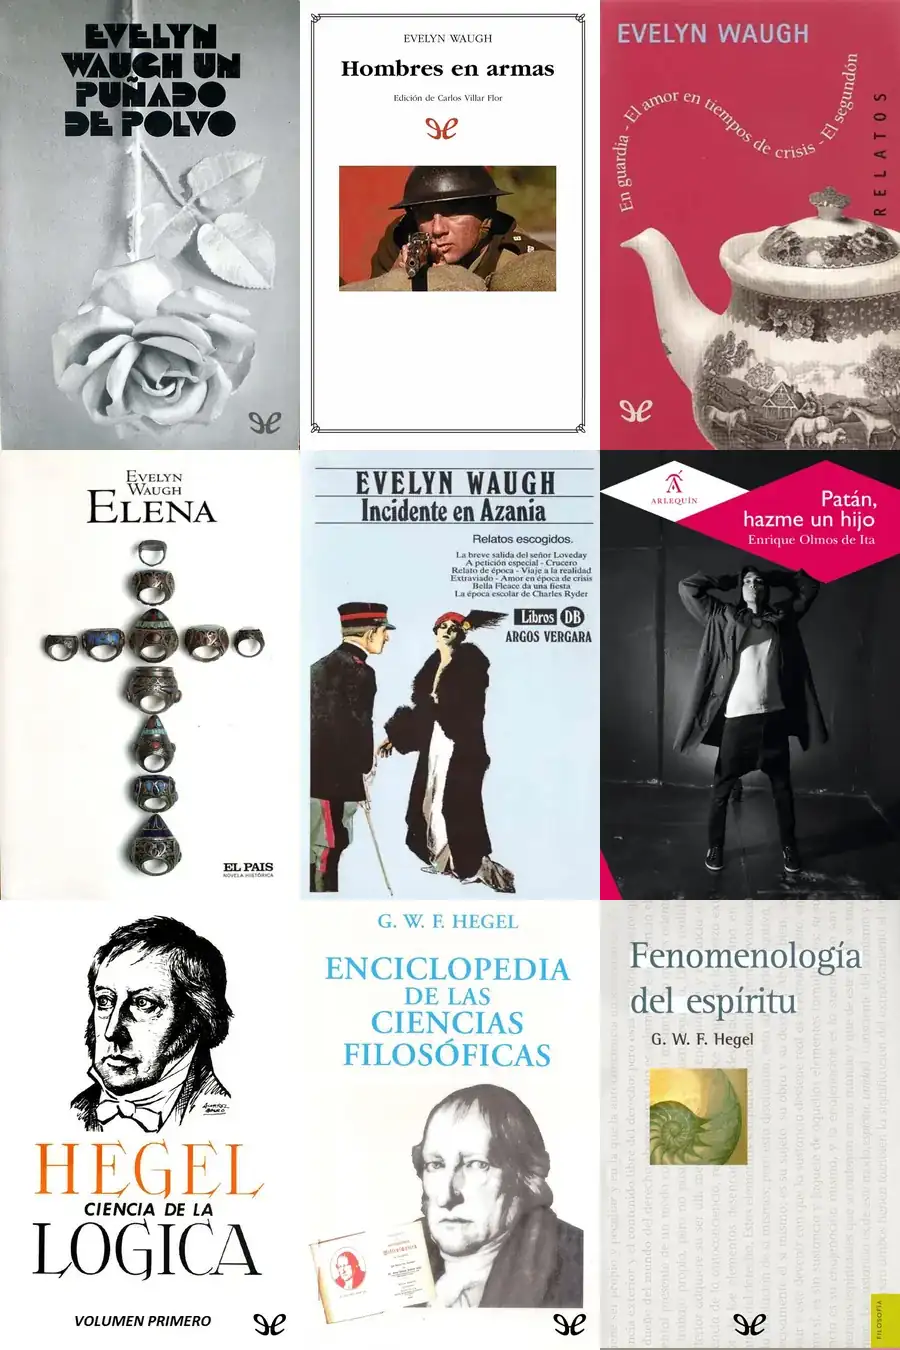 EVELYN
WAUGH UN
PUÑADO
DE POLVO
EVELYN WAUGH
Hombres en armas
Edición de Carlos Villar Flor
EVELYN WAUGH
En guardia - El amor en tiempos de crisis - El segundón
RELATOS
EVELYN
WAUGH
ELENA
EL PAIS
NOVELA HISTÓRICA
EVELYN WAUGH
Incidente en Azania
Relatos escogidos.
La breve salida del señor Loveday
A petición especial - Crucero
Relato de época - Viaje a la realidad
Extraviado - Amor en época de crisis
Bella Fleace da una fiesta
La época escolar de Charles Ryder
Libros DB
ARGOS VERGARA
ARLEQUÍN
Patán,
hazme un hijo
Enrique Olmos de Ita
HEGEL
CIENCIA DE LA
LOGICA
VOLUMEN PRIMERO
G. W. F. HEGEL
ENCICLOPEDIA
DE LAS
CIENCIAS
FILOSÓFICAS
Fenomenología
del espíritu
G. W. F. Hegel
FILOSOFÍA